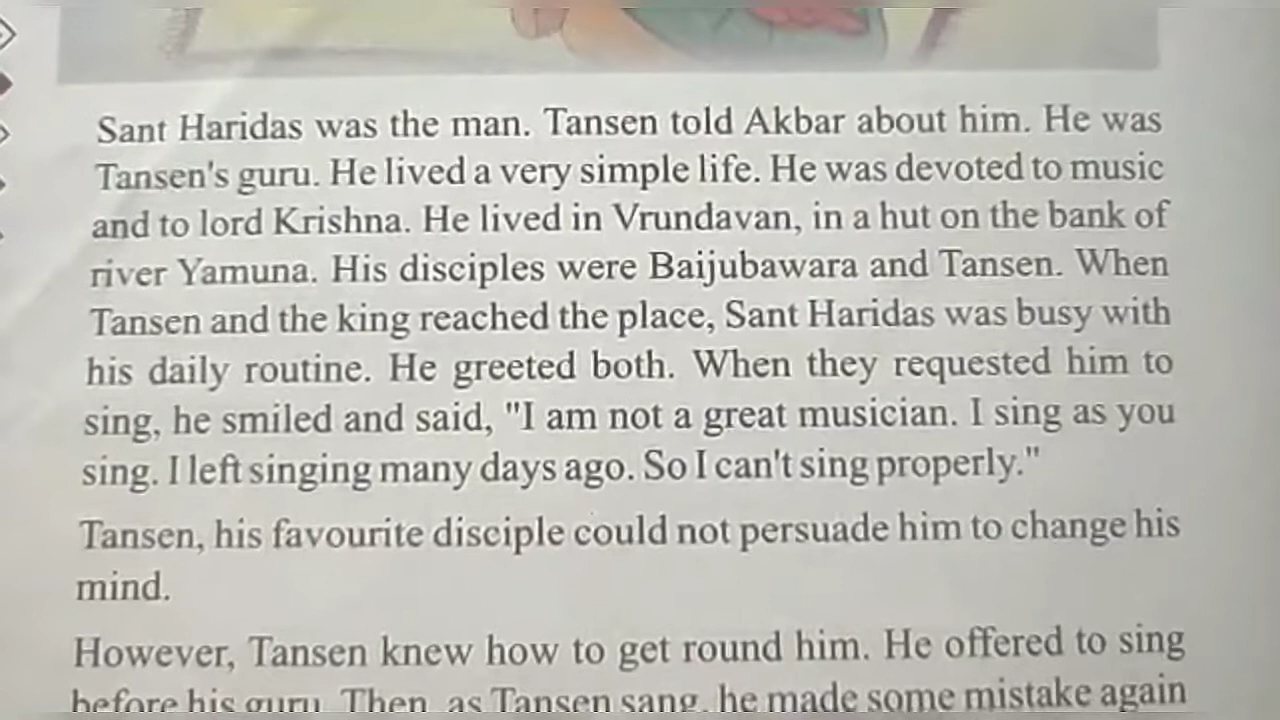 Sant Haridas was the man. Tansen told Akbar about him. He was
Tansen's guru. He lived a very simple life. He was devoted to music
and to lord Krishna. He lived in Vrundavan, in a hut on the bank of
river Yamuna. His disciples were Baijubawara and Tansen. When
Tansen and the king reached the place, Sant Haridas was busy with
his daily routine. He greeted both. When they requested him to
sing, he smiled and said, "I am not a great musician. I sing as you
sing. I left singing many days ago. So I can't sing properly."
Tansen, his favourite disciple could not persuade him to change his
mind.
However, Tansen knew how to get round him. He offered to sing
before his guru. Then, as Tansen sang, he made some mistake again